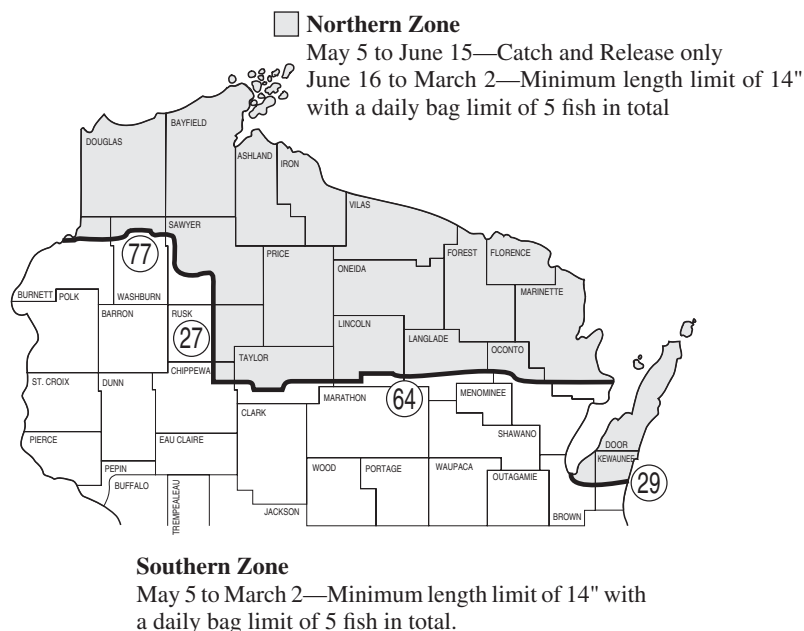 Northern Zone
May 5 to June 15—Catch and Release only
June 16 to March 2—Minimum length limit of 14"
with a daily bag limit of 5 fish in total
BAYFIELD
DOUGLAS
ASHLAND
IRON
VILAS
SAWYER
77
PRICE
FOREST
FLORENCE
ONEIDA
BURNETT
POLK
WASHBURN
MARINETTE
BARRON
RUSK
27
LINCOLN
LANGLADE
OCONTO
TAYLOR
CHIPPEWA
ST. CROIX
DUNN
MARATHON
64
MENOMINEE
CLARK
SHAWANO
PIERCE
EAU CLAIRE
DOOR
KEWAUNEE
PEPIN
WOOD
PORTAGE
WAUPACA
OUTAGAMIE
29
BUFFALO
TREMPEALEAU
JACKSON
BROWN
Southern Zone
May 5 to March 2—Minimum length limit of 14" with
a daily bag limit of 5 fish in total.